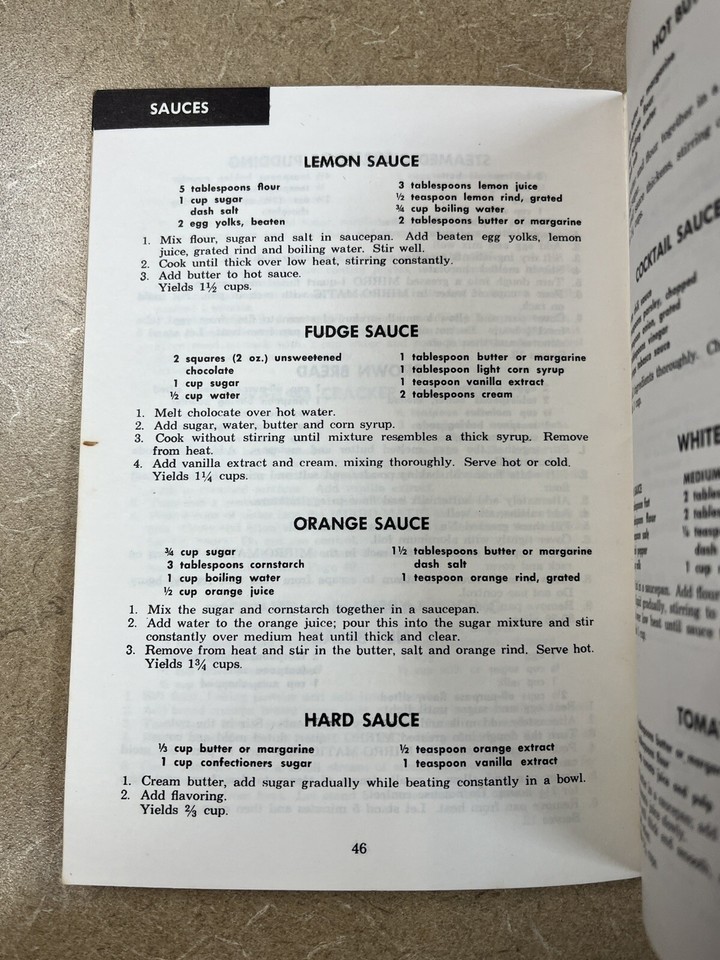 SAUCES
LEMON SAUCE
5 tablespoons flour
1 cup sugar
dash salt
2 egg yolks, beaten
3 tablespoons lemon juice
½ teaspoon lemon rind, grated
¾ cup boiling water
2 tablespoons butter or margarine
1. Mix flour, sugar and salt in saucepan. Add beaten egg yolks, lemon
juice, grated rind and boiling water. Stir well.
2. Cook until thick over low heat, stirring constantly.
3. Add butter to hot sauce.
Yields 1½ cups.
FUDGE SAUCE
2 squares (2 oz.) unsweetened
chocolate
1 cup sugar
½ cup water
1 tablespoon butter or margarine
1 tablespoon light corn syrup
1 teaspoon vanilla extract
2 tablespoons cream
1. Melt cholocate over hot water.
2. Add sugar, water, butter and corn syrup.
3. Cook without stirring until mixture resembles a thick syrup. Remove
from heat.
4. Add vanilla extract and cream, mixing thoroughly. Serve hot or cold.
Yields 1¼ cups.
ORANGE SAUCE
¾ cup sugar
3 tablespoons cornstarch
1 cup boiling water
½ cup orange juice
1½ tablespoons butter or margarine
dash salt
1 teaspoon orange rind, grated
1. Mix the sugar and cornstarch together in a saucepan.
2. Add water to the orange juice; pour this into the sugar mixture and stir
constantly over medium heat until thick and clear.
3. Remove from heat and stir in the butter, salt and orange rind. Serve hot.
Yields 1¾ cups.
HARD SAUCE
⅓ cup butter or margarine
1 cup confectioners sugar
½ teaspoon orange extract
1 teaspoon vanilla extract
1. Cream butter, add sugar gradually while beating constantly in a bowl.
2. Add flavoring.
Yields ⅔ cup.
46
HOT
COCKTAIL SAUCE
WHITE
MEDIUM
dash
1 cup